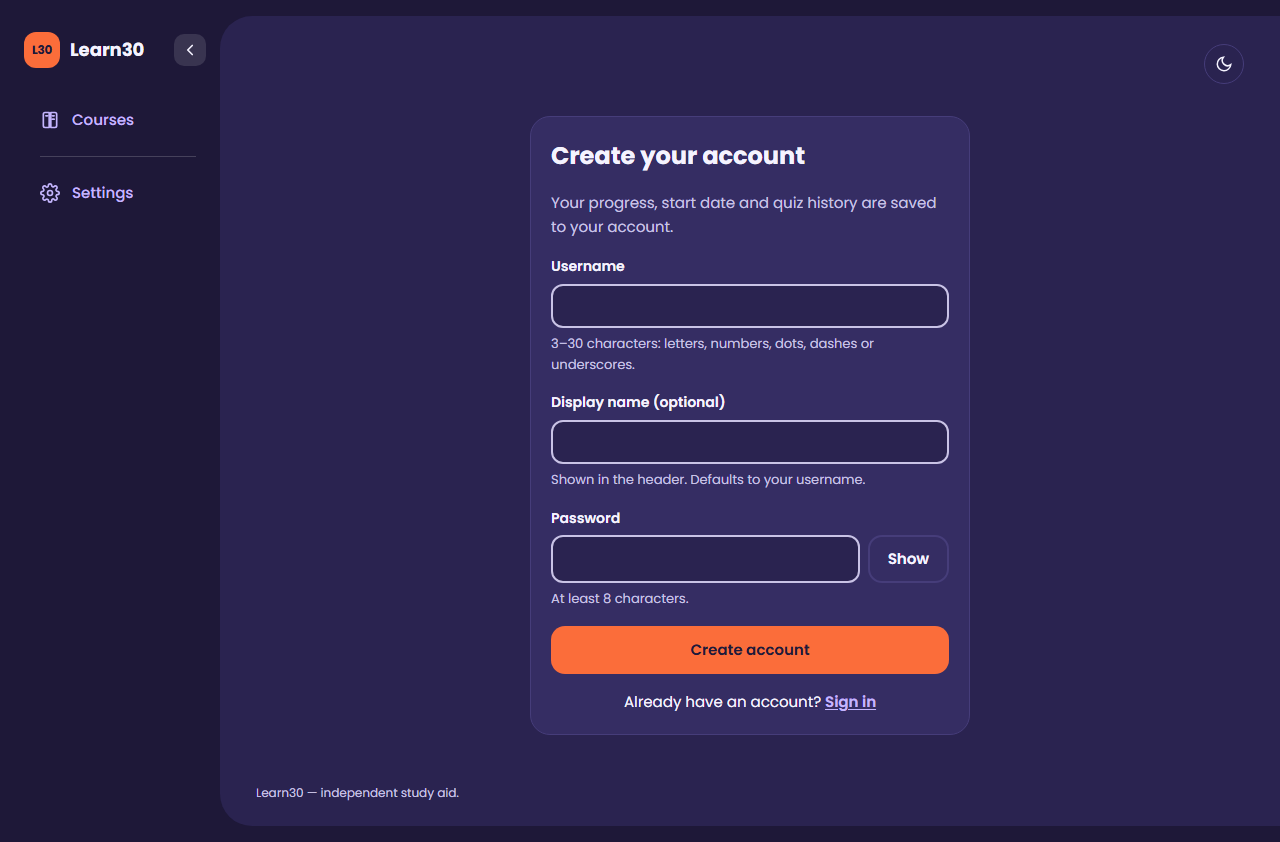 L30 Learn30
Courses
Settings
Create your account
Your progress, start date and quiz history are saved
to your account.
Username
3–30 characters: letters, numbers, dots, dashes or
underscores.
Display name (optional)
Shown in the header. Defaults to your username.
Password
Show
At least 8 characters.
Create account
Already have an account? Sign in
Learn30 — independent study aid.